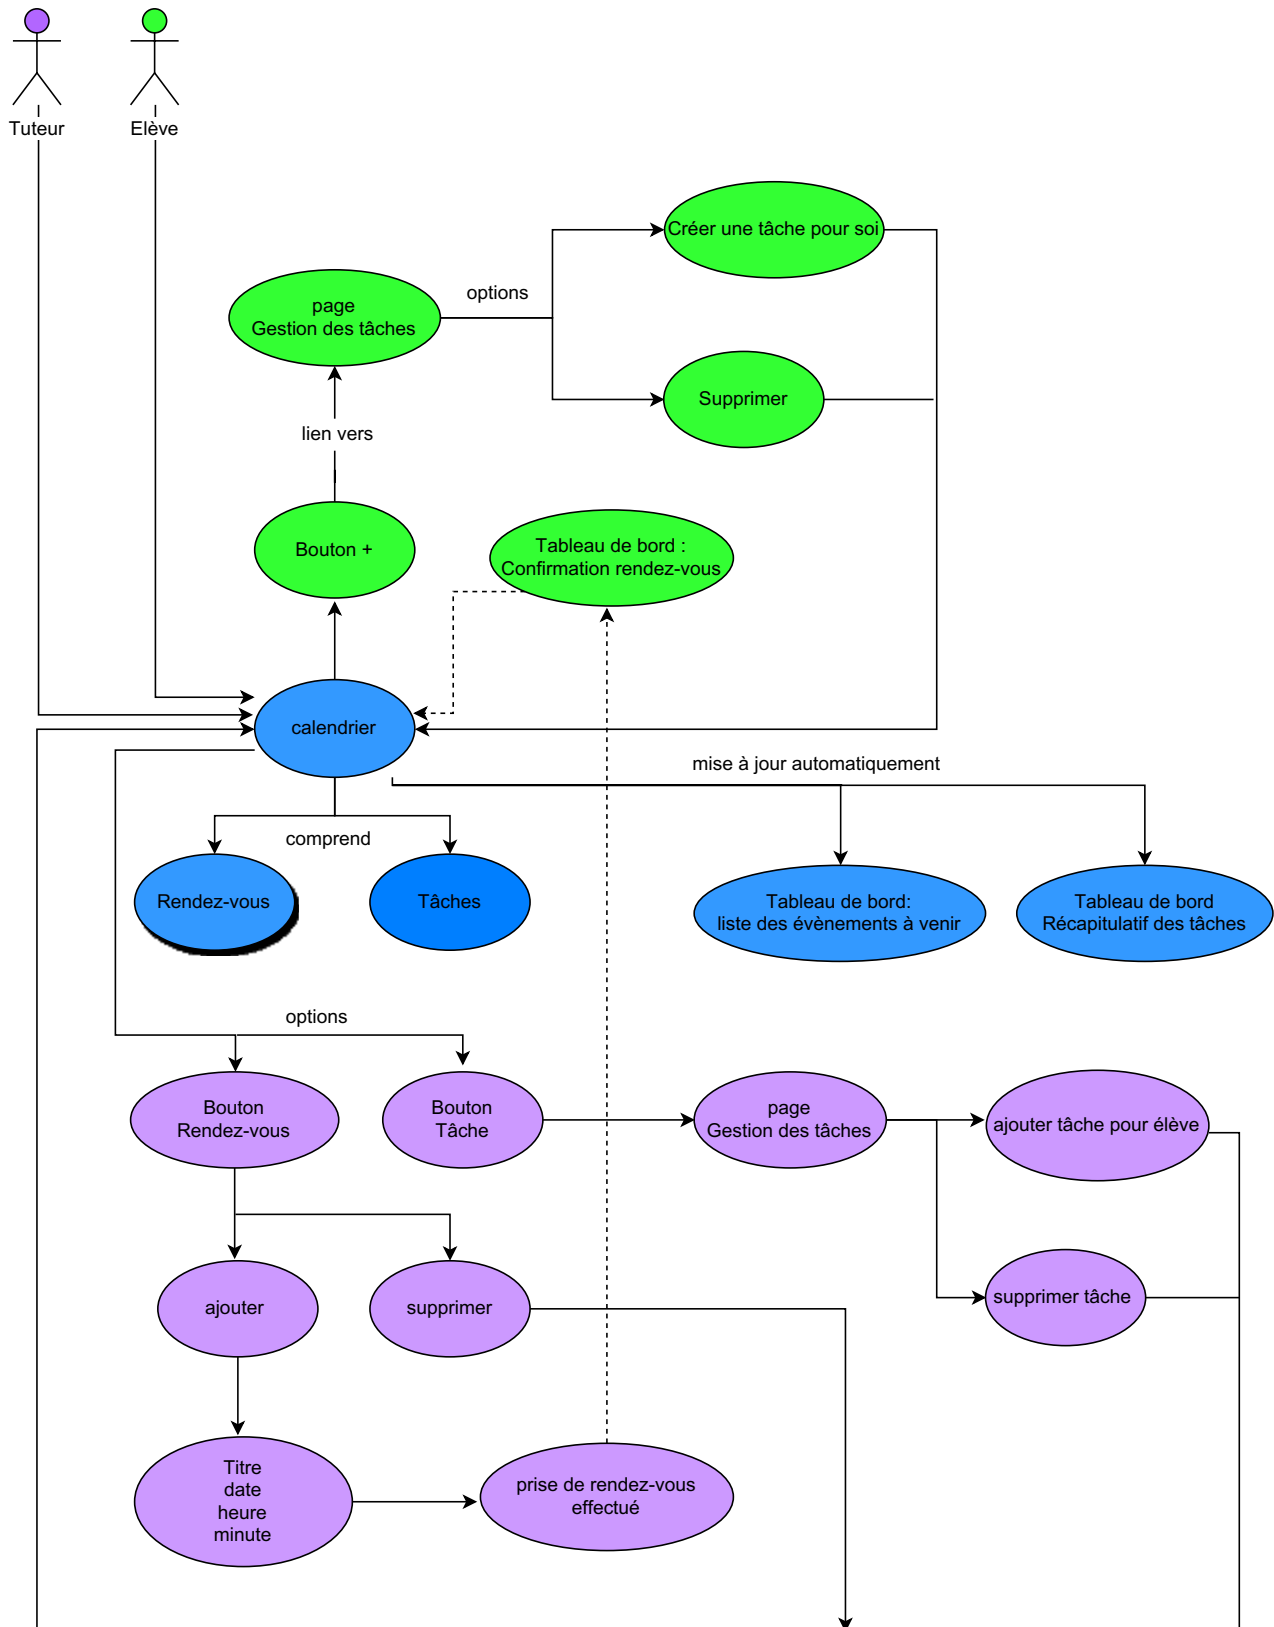 Tuteur
Elève
Créer une tâche pour soi
page
Gestion des tâches
options
Supprimer
lien vers
Bouton +
Tableau de bord :
Confirmation rendez-vous
calendrier
mise à jour automatiquement
comprend
Rendez-vous
Tâches
Tableau de bord:
liste des évènements à venir
Tableau de bord
Récapitulatif des tâches
options
Bouton
Rendez-vous
Bouton
Tâche
page
Gestion des tâches
ajouter tâche pour élève
ajouter
supprimer
supprimer tâche
Titre
date
heure
minute
prise de rendez-vous
effectué